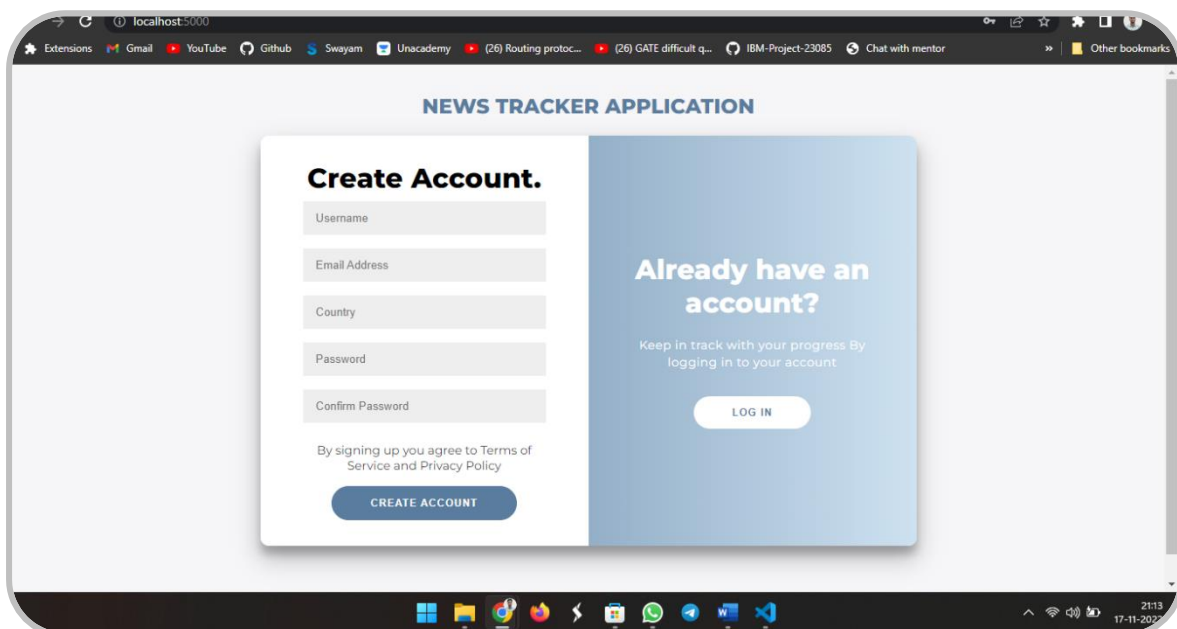 localhost:5000
Extensions Gmail YouTube Github Swayam Unacademy (26) Routing protoc... (26) GATE difficult q... IBM-Project-23085 Chat with mentor » Other bookmarks
NEWS TRACKER APPLICATION
Create Account.
Username
Email Address
Country
Password
Confirm Password
By signing up you agree to Terms of
Service and Privacy Policy
CREATE ACCOUNT
Already have an
account?
Keep in track with your progress By
logging in to your account
LOG IN
21:13
17-11-2022